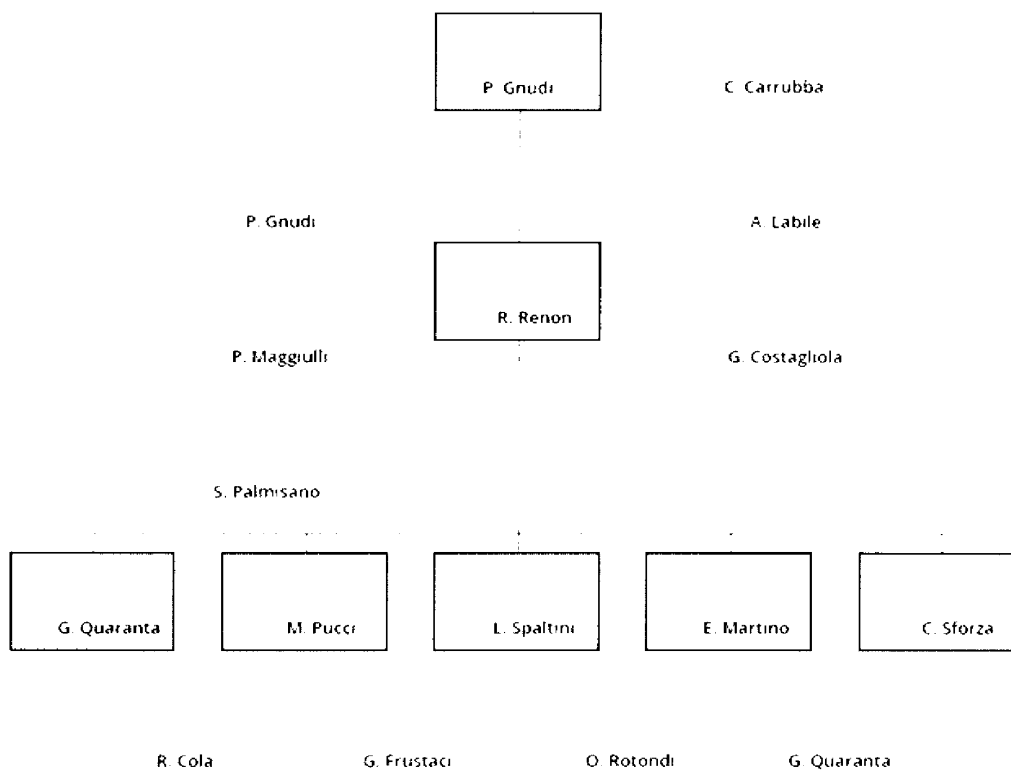 P. Gnudi
C. Carrubba
P. Gnudi
A. Labile
R. Renon
P. Maggiulli
G. Costagliola
S. Palmisano
G. Quaranta
M. Pucci
L. Spaltini
E. Martino
C. Sforza
R. Cola
G. Frustaci
O. Rotondi
G. Quaranta